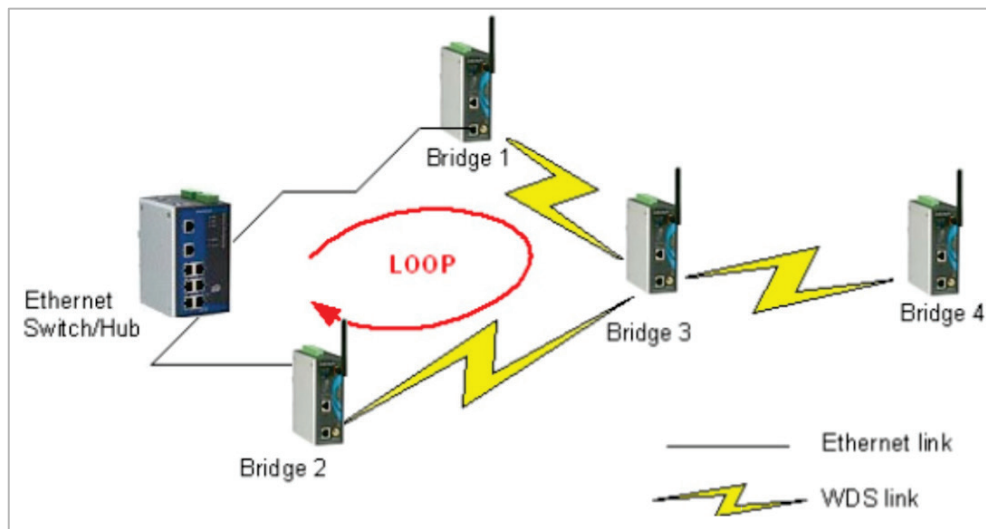 Bridge 1
LOOP
Ethernet
Switch/Hub
Bridge 3
Bridge 4
Bridge 2
Ethernet link
WDS link